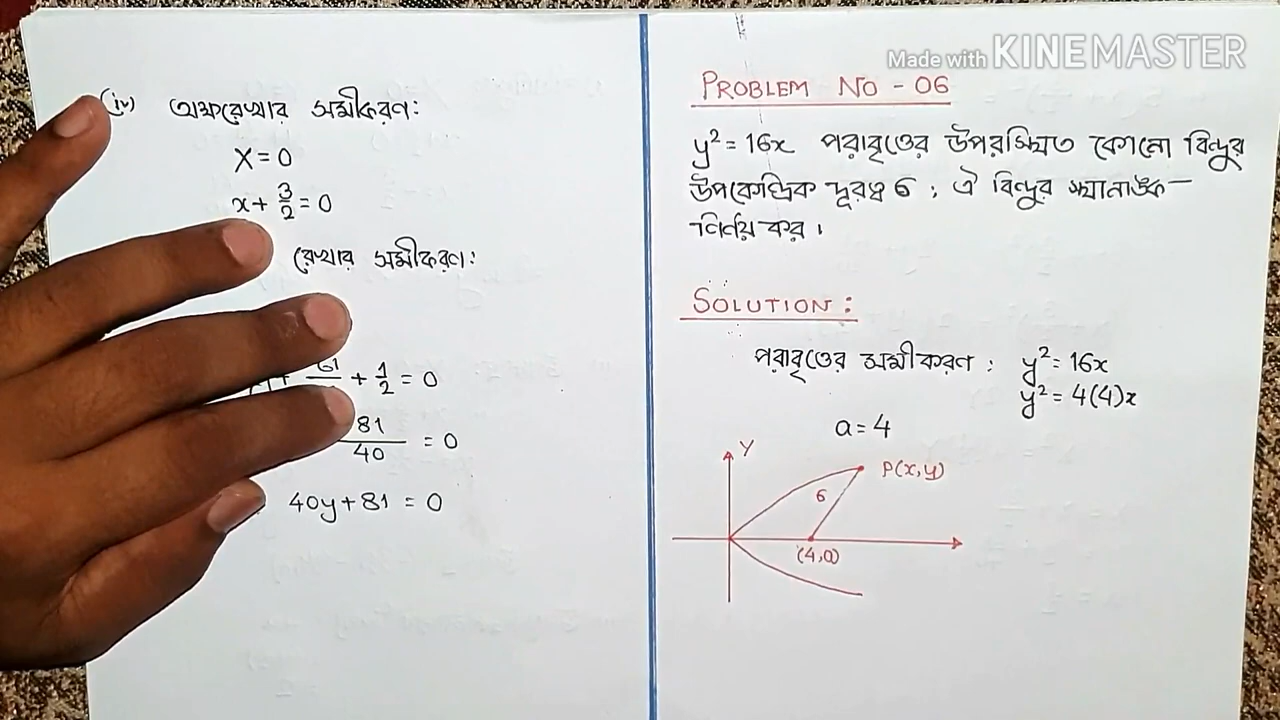 Made with KINEMASTER
(iv) অক্ষরেখার সমীকরণ:
X = 0
x + 3/2 = 0
রেখার সমীকরণ:
61 + 1/2 = 0
81/40 = 0
40y + 81 = 0
PROBLEM NO - 06
y² = 16x পরাবৃত্তের উপরস্থিত কোনো বিন্দুর
উপকেন্দ্রিক দূরত্ব 6 ; ঐ বিন্দুর স্থানাঙ্ক
নির্ণয় কর।
SOLUTION:
পরাবৃত্তের সমীকরণ: y² = 16x
y² = 4(4)x
a = 4
Y
P(x,y)
6
(4,0)